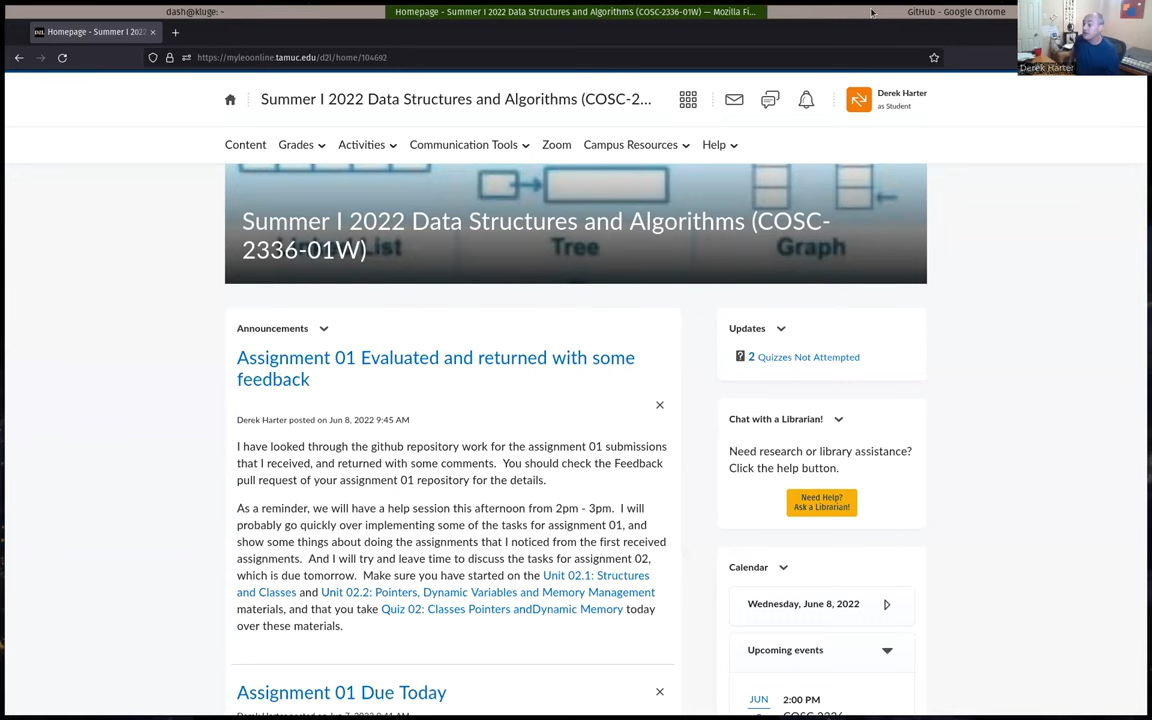 dash@kluge: ~
Homepage - Summer I 2022 Data Structures and Algorithms (COSC-2336-01W) — Mozilla Fi...
GitHub - Google Chrome
Homepage - Summer I 2022
https://myleoonline.tamuc.edu/d2l/home/104692
Derek Harter
Summer I 2022 Data Structures and Algorithms (COSC-2...
Derek Harter
as Student
Content
Grades
Activities
Communication Tools
Zoom
Campus Resources
Help
Summer I 2022 Data Structures and Algorithms (COSC-
2336-01W)
List
Tree
Graph
Announcements
Assignment 01 Evaluated and returned with some
feedback
Derek Harter posted on Jun 8, 2022 9:45 AM
I have looked through the github repository work for the assignment 01 submissions
that I received, and returned with some comments. You should check the Feedback
pull request of your assignment 01 repository for the details.
As a reminder, we will have a help session this afternoon from 2pm - 3pm. I will
probably go quickly over implementing some of the tasks for assignment 01, and
show some things about doing the assignments that I noticed from the first received
assignments. And I will try and leave time to discuss the tasks for assignment 02,
which is due tomorrow. Make sure you have started on the Unit 02.1: Structures
and Classes and Unit 02.2: Pointers, Dynamic Variables and Memory Management
materials, and that you take Quiz 02: Classes Pointers andDynamic Memory today
over these materials.
Assignment 01 Due Today
Updates
2 Quizzes Not Attempted
Chat with a Librarian!
Need research or library assistance?
Click the help button.
Need Help?
Ask a Librarian!
Calendar
Wednesday, June 8, 2022
Upcoming events
JUN
2:00 PM